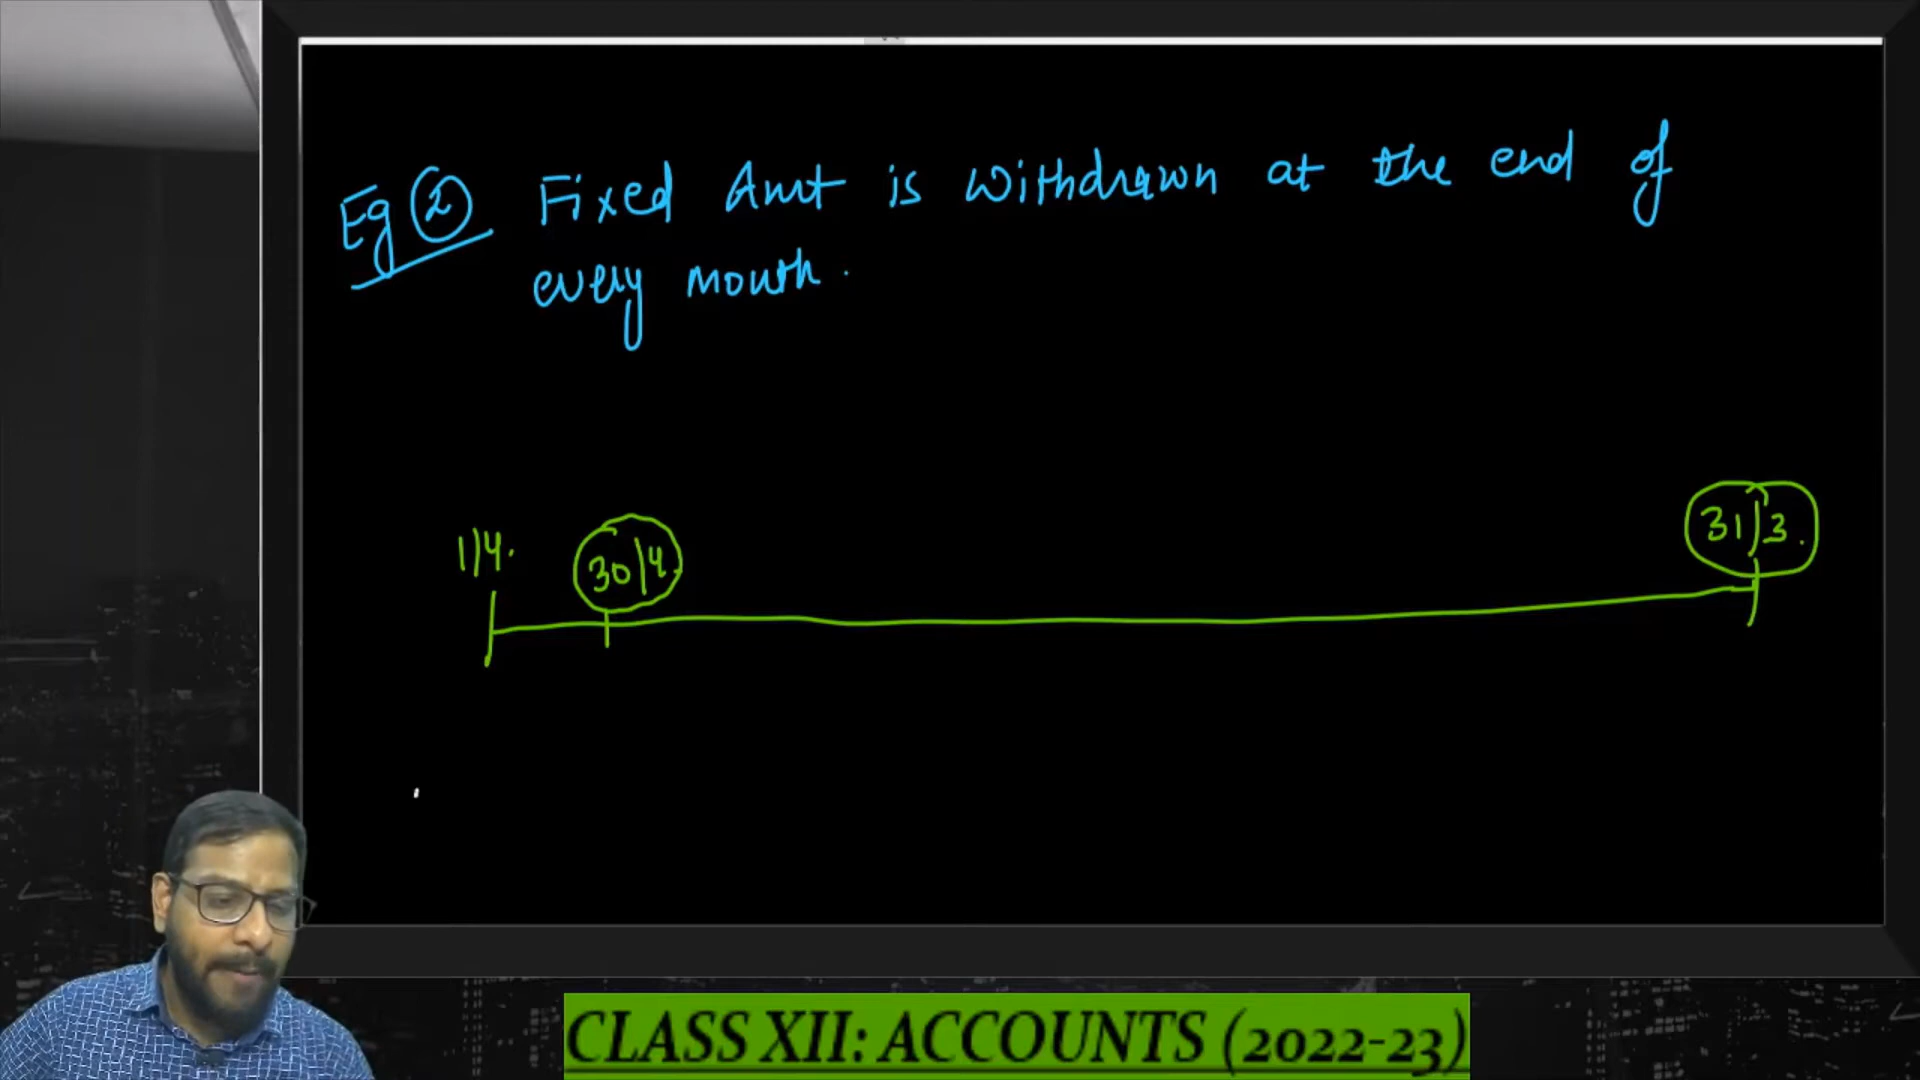 Eg ② Fixed Amt is withdrawn at the end of
every month.
1/4. 30/4 31/3.
CLASS XII: ACCOUNTS (2022-23)